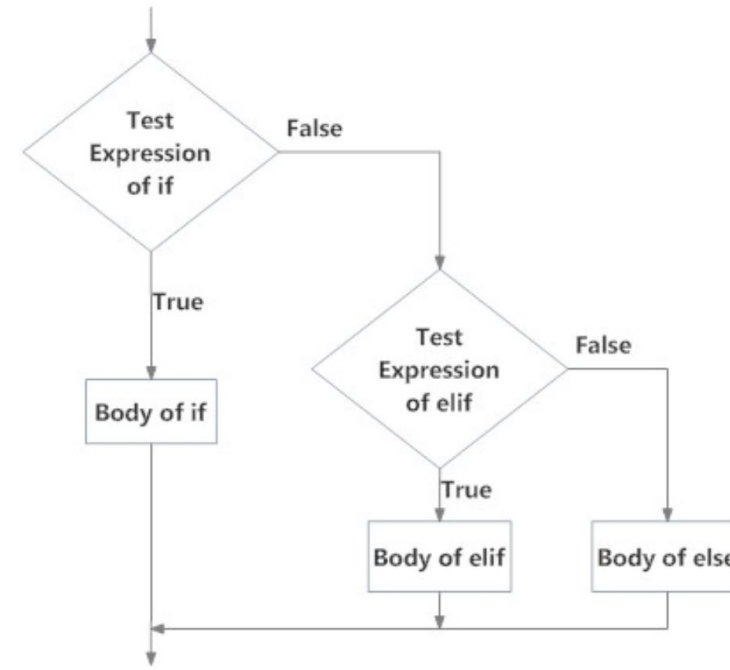 Test
Expression
of if
False
True
Test
Expression
of elif
False
Body of if
True
Body of elif
Body of else